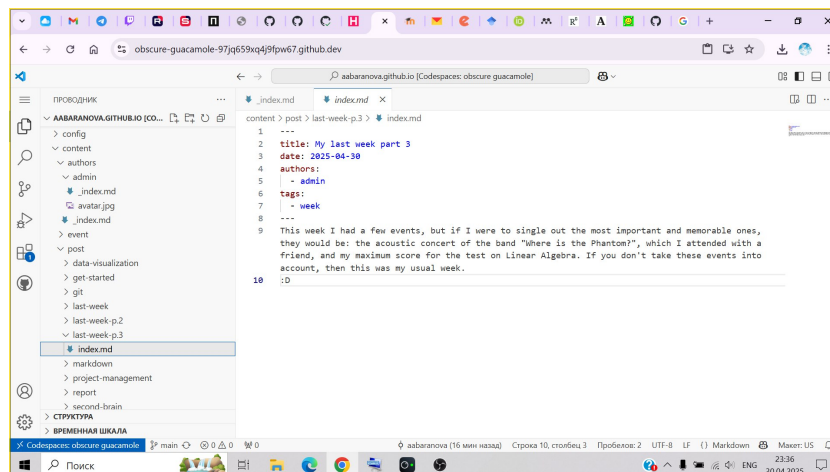 obscure-guacamole-97jq659xq4j9fpw67.github.dev
aabaranova.github.io [Codespaces: obscure guacamole]
ПРОВОДНИК
AABARANOVA.GITHUB.IO [CO...
config
content
authors
admin
_index.md
avatar.jpg
_index.md
event
post
data-visualization
get-started
git
last-week
last-week-p.2
last-week-p.3
index.md
markdown
project-management
report
second-brain
СТРУКТУРА
ВРЕМЕННАЯ ШКАЛА
_index.md
index.md
content > post > last-week-p.3 > index.md
1 ---
2 title: My last week part 3
3 date: 2025-04-30
4 authors:
5 - admin
6 tags:
7 - week
8 ---
9 This week I had a few events, but if I were to single out the most important and memorable ones,
they would be: the acoustic concert of the band "Where is the Phantom?", which I attended with a
friend, and my maximum score for the test on Linear Algebra. If you don't take these events into
account, then this was my usual week.
10 :D
Codespaces: obscure guacamole main 0 0 0 aabaranova (16 мин назад) Строка 10, столбец 3 Пробелов: 2 UTF-8 LF {} Markdown Макет: US
Поиск
ENG
23:36
30.04.2025